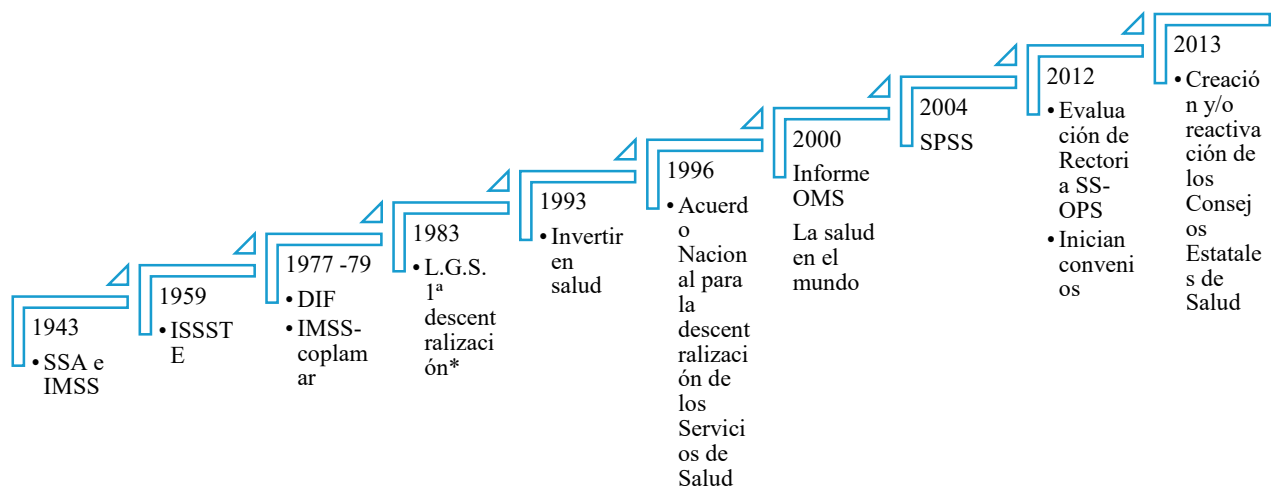 1943
• SSA e
IMSS
1959
• ISSST
E
1977 -79
• DIF
• IMSS-
coplam
ar
1983
• L.G.S.
1ª
descent
ralizaci
ón*
1993
• Invertir
en
salud
1996
• Acuerd
o
Nacion
al para
la
descent
ralizaci
ón de
los
Servici
os de
Salud
2000
Informe
OMS
La salud
en el
mundo
2004
SPSS
2012
• Evalua
ción de
Rectorí
a SS-
OPS
• Inician
conveni
os
2013
• Creació
n y/o
reactiva
ción de
los
Consej
os
Estatale
s de
Salud